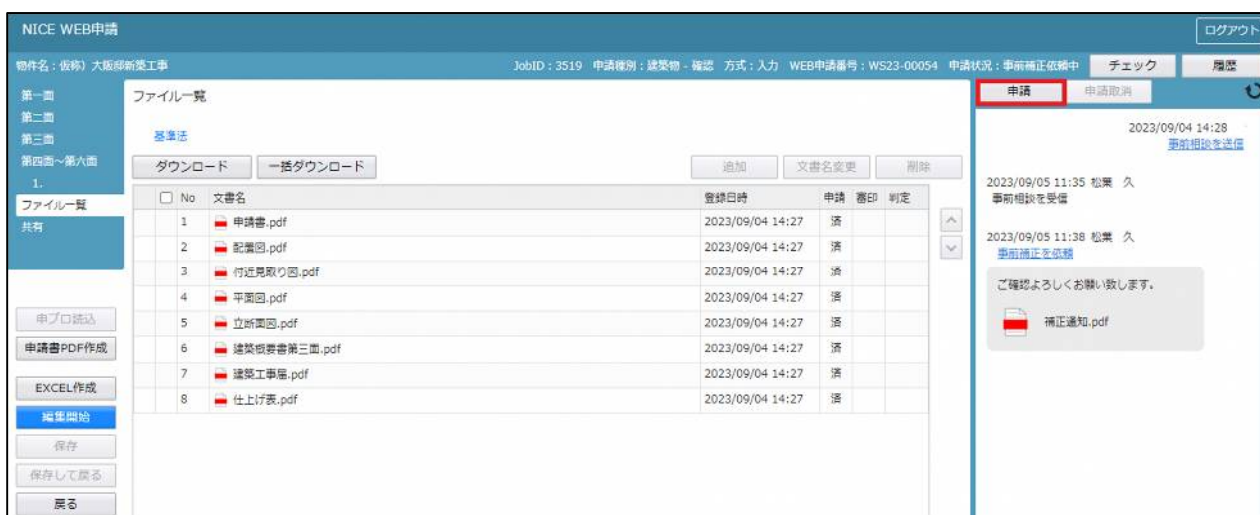 NICE WEB申請
ログアウト
物件名：仮称）大阪邸新築工事 JobID：3519 申請種別：建築物 - 確認 方式：入力 WEB申請番号：WS23-00054 申請状況：事前補正依頼中 チェック 履歴
第一面
第二面
第三面
第四面～第六面
1.
ファイル一覧
共有
申プロ読込
申請書PDF作成
EXCEL作成
編集開始
保存
保存して戻る
戻る
ファイル一覧
基準法
ダウンロード 一括ダウンロード 追加 文書名変更 削除
No 文書名 登録日時 申請 審印 判定
1 申請書.pdf 2023/09/04 14:27 済
2 配置図.pdf 2023/09/04 14:27 済
3 付近見取り図.pdf 2023/09/04 14:27 済
4 平面図.pdf 2023/09/04 14:27 済
5 立断面図.pdf 2023/09/04 14:27 済
6 建築概要書第三面.pdf 2023/09/04 14:27 済
7 建築工事届.pdf 2023/09/04 14:27 済
8 仕上げ表.pdf 2023/09/04 14:27 済
申請 申請取消
2023/09/04 14:28
事前相談を送信
2023/09/05 11:35 松葉 久
事前相談を受信
2023/09/05 11:38 松葉 久
事前補正を依頼
ご確認よろしくお願い致します。
補正通知.pdf